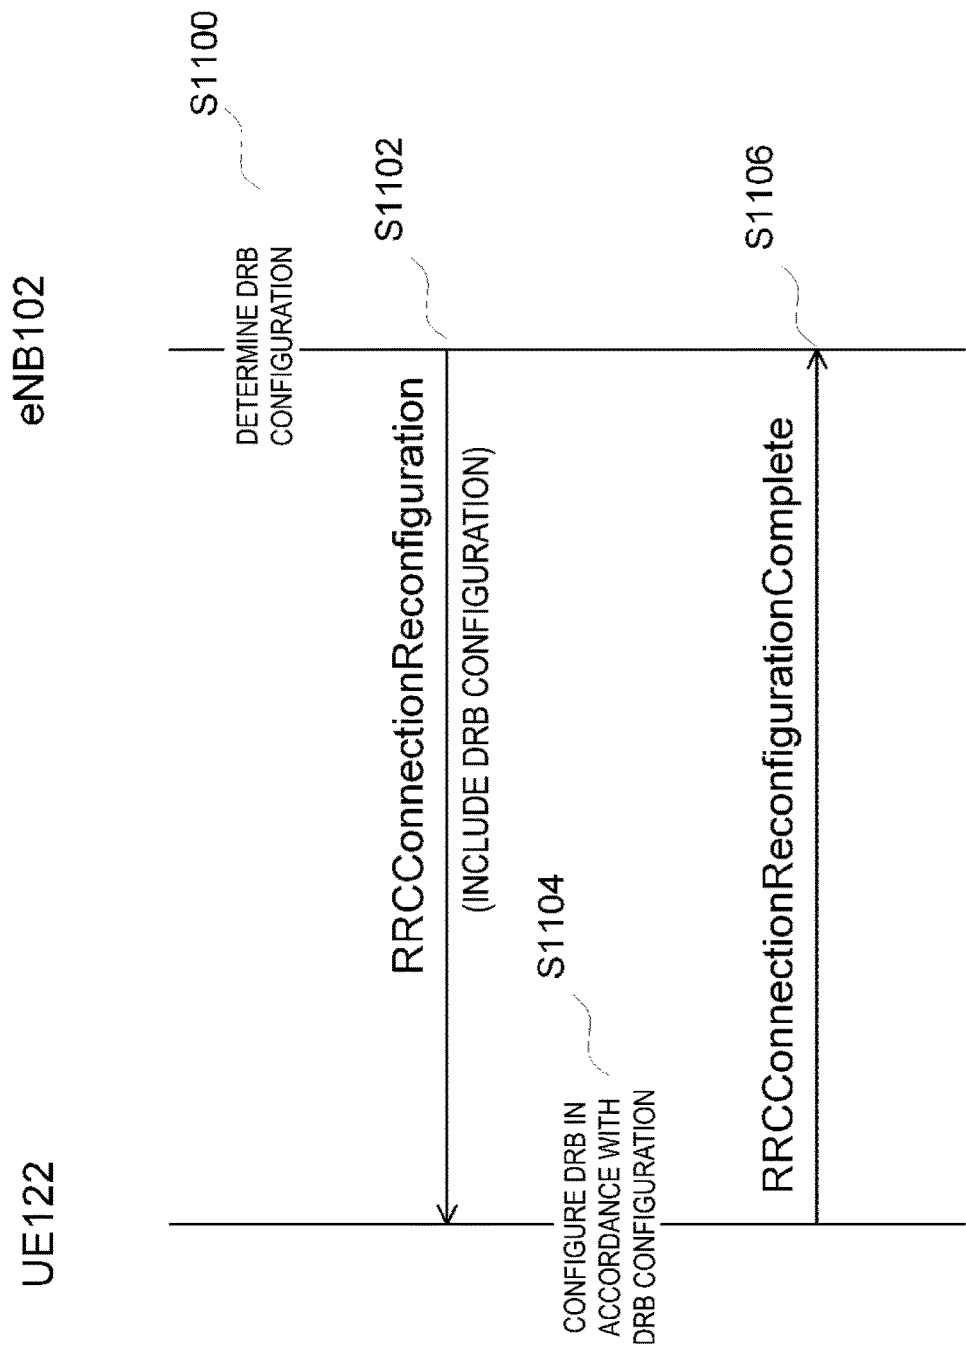 UE122
eNB102
DETERMINE DRB
CONFIGURATION
S1100
RRCConnectionReconfiguration
(INCLUDE DRB CONFIGURATION)
S1102
CONFIGURE DRB IN
ACCORDANCE WITH
DRB CONFIGURATION
S1104
RRCConnectionReconfigurationComplete
S1106